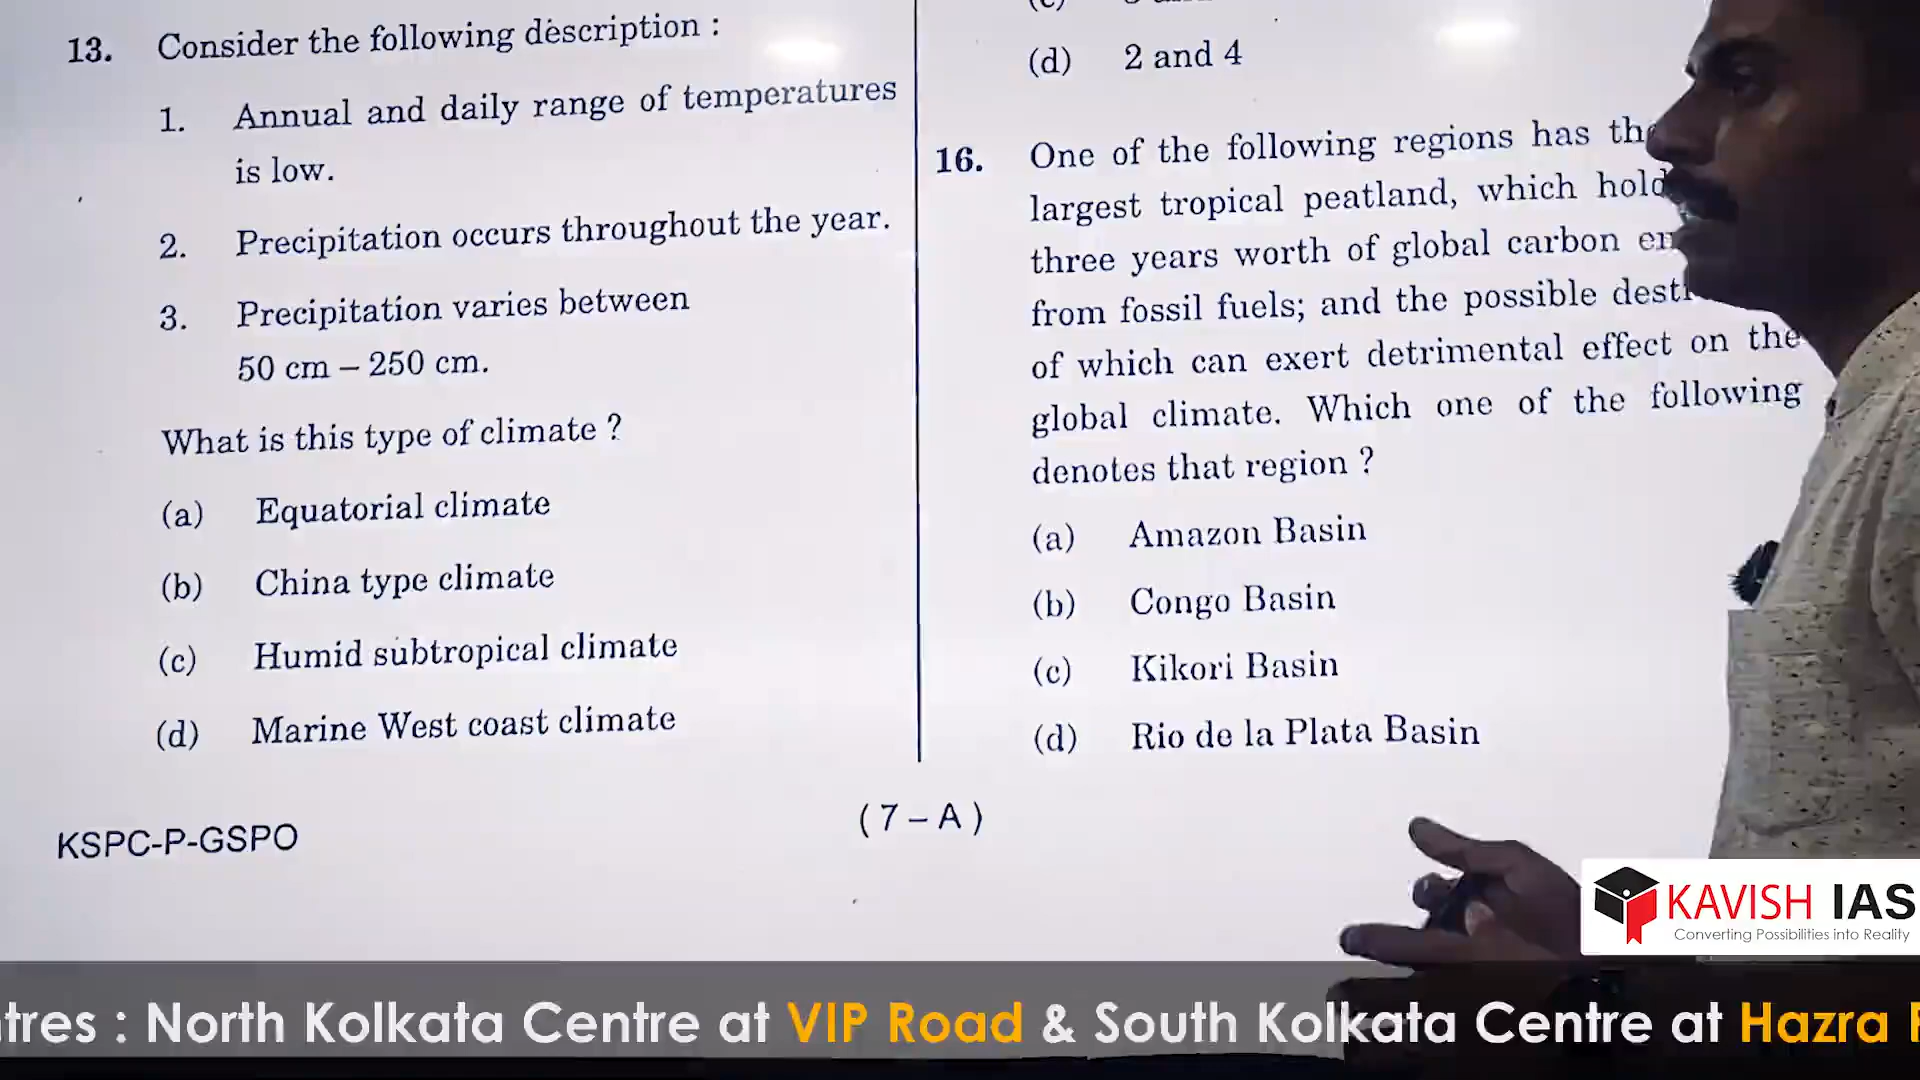 13. Consider the following description :
1. Annual and daily range of temperatures
is low.
2. Precipitation occurs throughout the year.
3. Precipitation varies between
50 cm – 250 cm.
What is this type of climate ?
(a) Equatorial climate
(b) China type climate
(c) Humid subtropical climate
(d) Marine West coast climate
(d) 2 and 4
16. One of the following regions has the
largest tropical peatland, which hold
three years worth of global carbon
from fossil fuels; and the possible
of which can exert detrimental effect on the
global climate. Which one of the following
denotes that region ?
(a) Amazon Basin
(b) Congo Basin
(c) Kikori Basin
(d) Rio de la Plata Basin
KSPC-P-GSPO
( 7 – A )
KAVISH IAS
Converting Possibilities into Reality
tres : North Kolkata Centre at VIP Road & South Kolkata Centre at Hazra